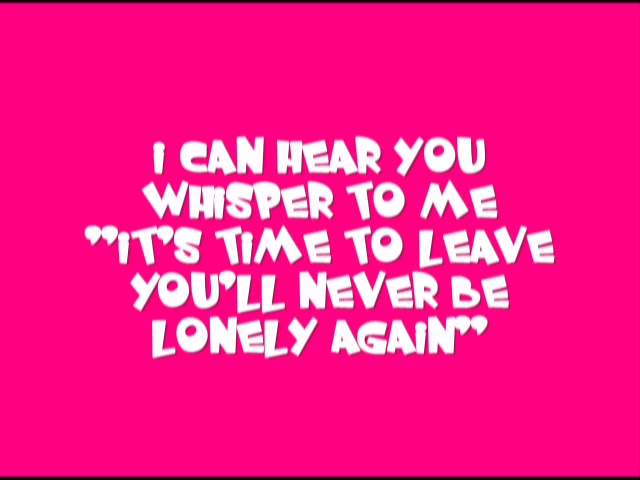 I CAN HEAR YOU
WHISPER TO ME
"IT'S TIME TO LEAVE
YOU'LL NEVER BE
LONELY AGAIN"